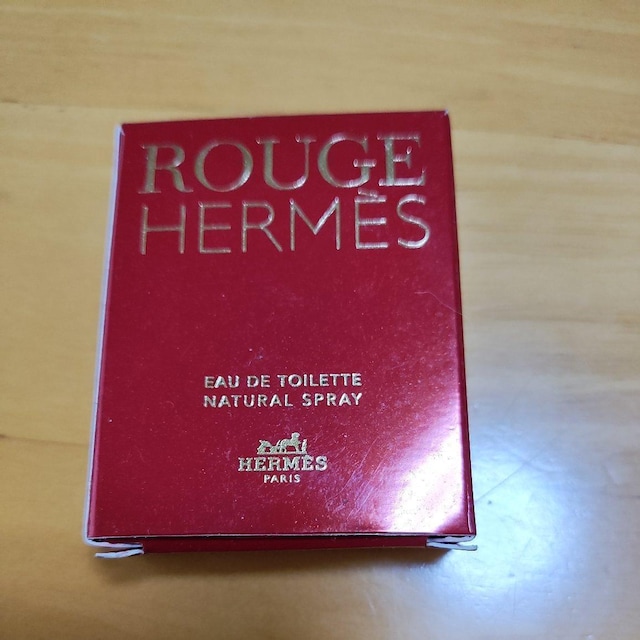 ROUGE
HERMÈS
EAU DE TOILETTE
NATURAL SPRAY
HERMÈS
PARIS